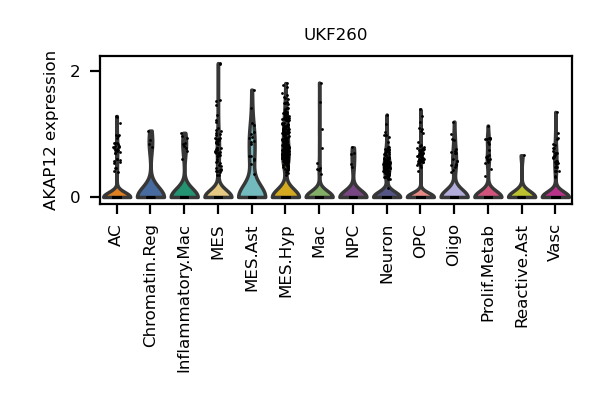 UKF260
AKAP12 expression
2
0
AC
Chromatin.Reg
Inflammatory.Mac
MES
MES.Ast
MES.Hyp
Mac
NPC
Neuron
OPC
Oligo
Prolif.Metab
Reactive.Ast
Vasc